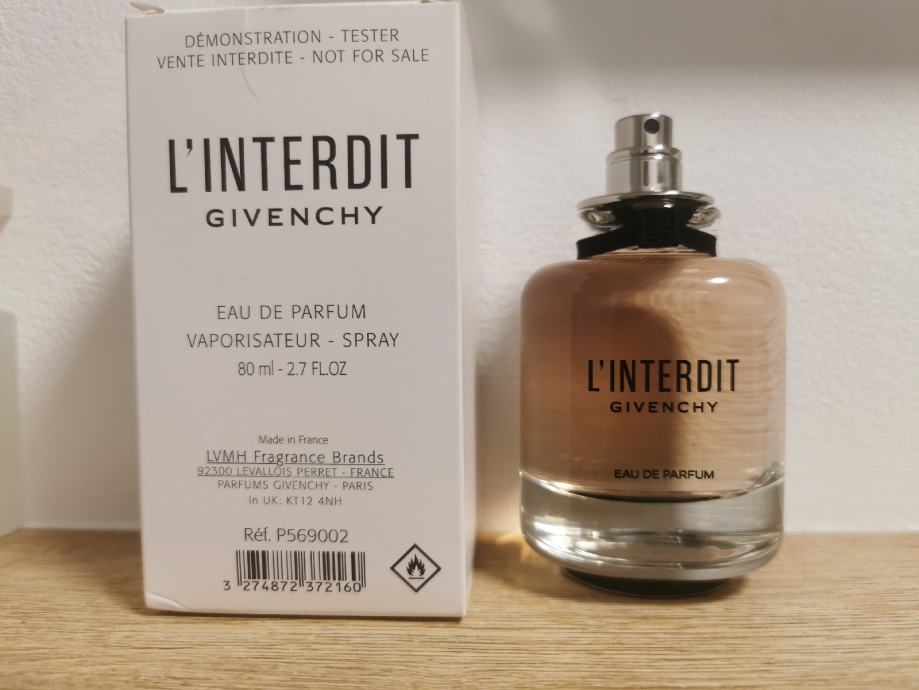 DÉMONSTRATION - TESTER
VENTE INTERDITE - NOT FOR SALE
L'INTERDIT
GIVENCHY
EAU DE PARFUM
VAPORISATEUR - SPRAY
80 ml - 2.7 FL.OZ
Made in France
LVMH Fragrance Brands
92300 LEVALLOIS PERRET - FRANCE
PARFUMS GIVENCHY - PARIS
In UK: KT12 4NH
Réf. P569002
3 274872 372160
L'INTERDIT
GIVENCHY
EAU DE PARFUM